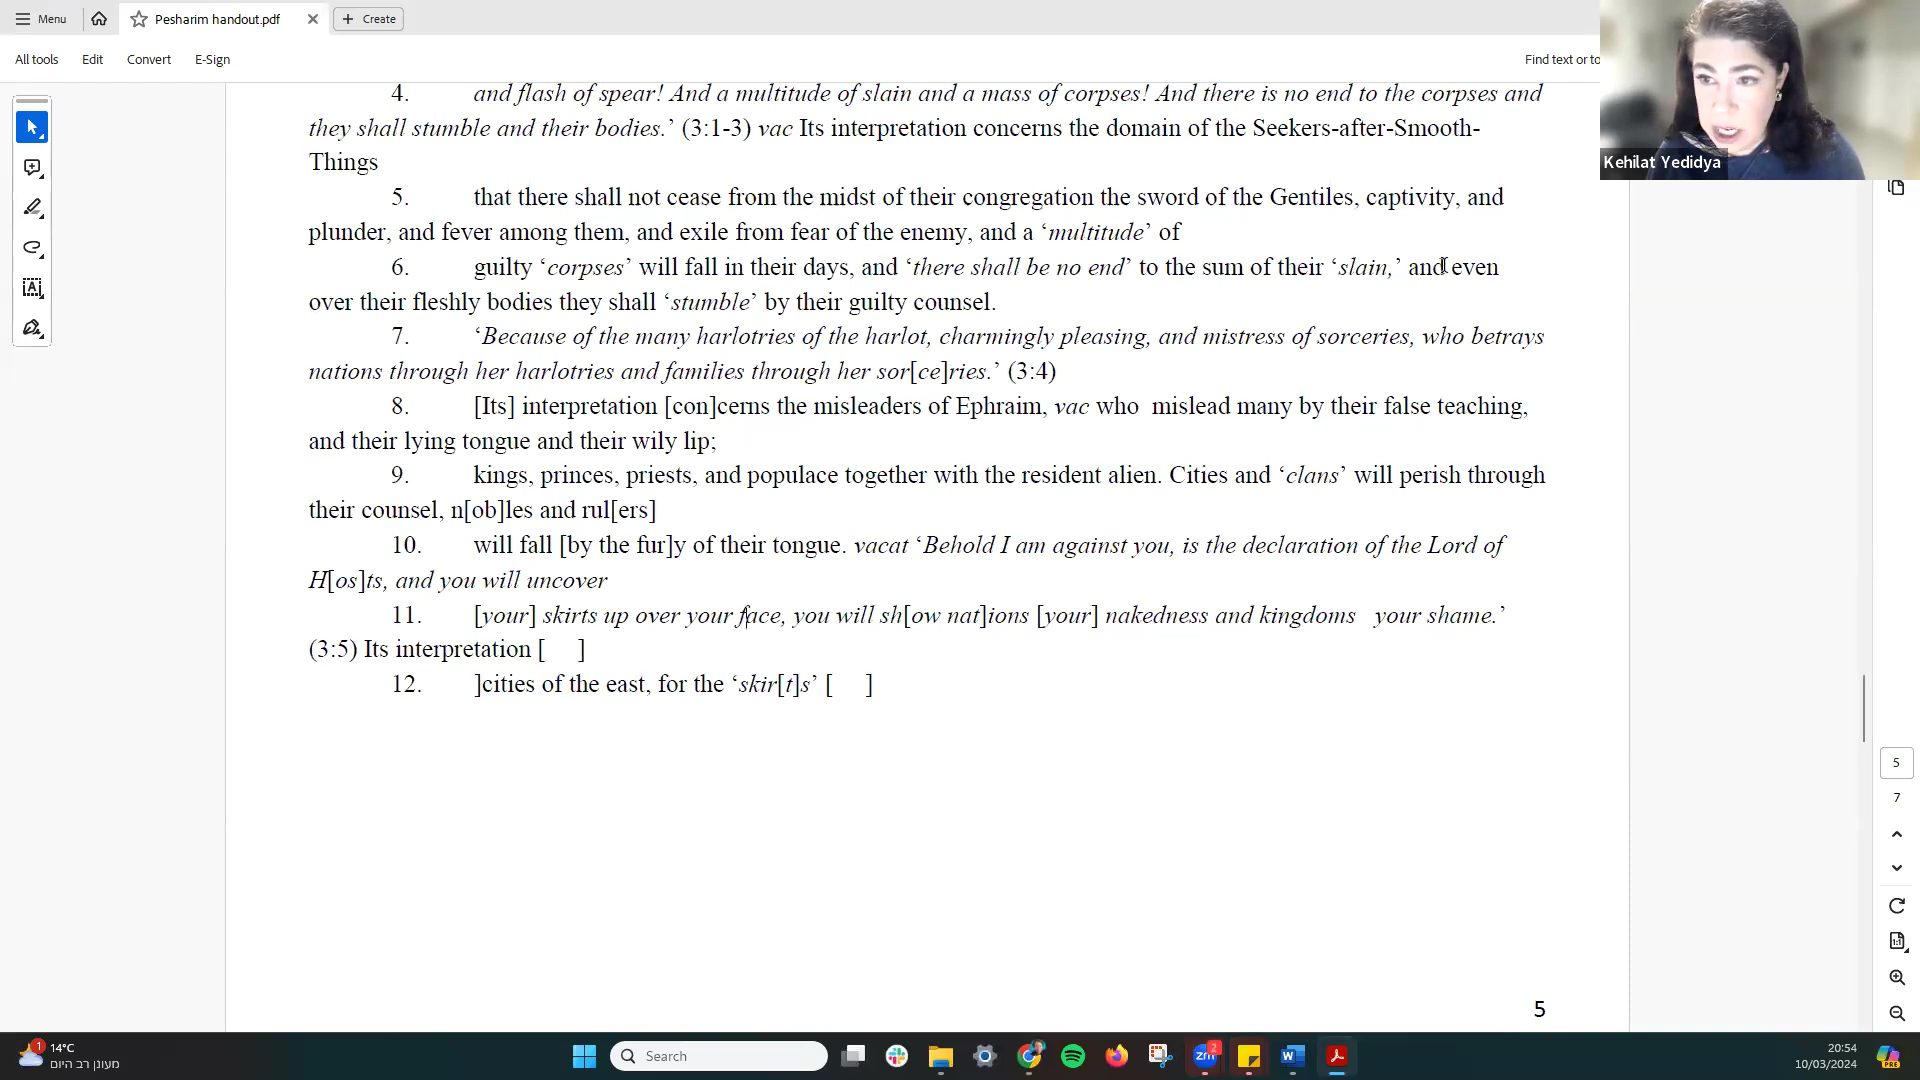 Menu
Pesharim handout.pdf
Create
All tools
Edit
Convert
E-Sign
Find text or to
Kehilat Yedidya
4. and flash of spear! And a multitude of slain and a mass of corpses! And there is no end to the corpses and
they shall stumble and their bodies.’ (3:1-3) vac Its interpretation concerns the domain of the Seekers-after-Smooth-
Things
5. that there shall not cease from the midst of their congregation the sword of the Gentiles, captivity, and
plunder, and fever among them, and exile from fear of the enemy, and a ‘multitude’ of
6. guilty ‘corpses’ will fall in their days, and ‘there shall be no end’ to the sum of their ‘slain,’ and even
over their fleshly bodies they shall ‘stumble’ by their guilty counsel.
7. ‘Because of the many harlotries of the harlot, charmingly pleasing, and mistress of sorceries, who betrays
nations through her harlotries and families through her sor[ce]ries.’ (3:4)
8. [Its] interpretation [con]cerns the misleaders of Ephraim, vac who mislead many by their false teaching,
and their lying tongue and their wily lip;
9. kings, princes, priests, and populace together with the resident alien. Cities and ‘clans’ will perish through
their counsel, n[ob]les and rul[ers]
10. will fall [by the fur]y of their tongue. vacat ‘Behold I am against you, is the declaration of the Lord of
H[os]ts, and you will uncover
11. [your] skirts up over your face, you will sh[ow nat]ions [your] nakedness and kingdoms your shame.’
(3:5) Its interpretation [ ]
12. ]cities of the east, for the ‘skir[t]s’ [ ]
5
5
7
1
14°C
מעונן רב היום
Search
2
20:54
10/03/2024
PRE